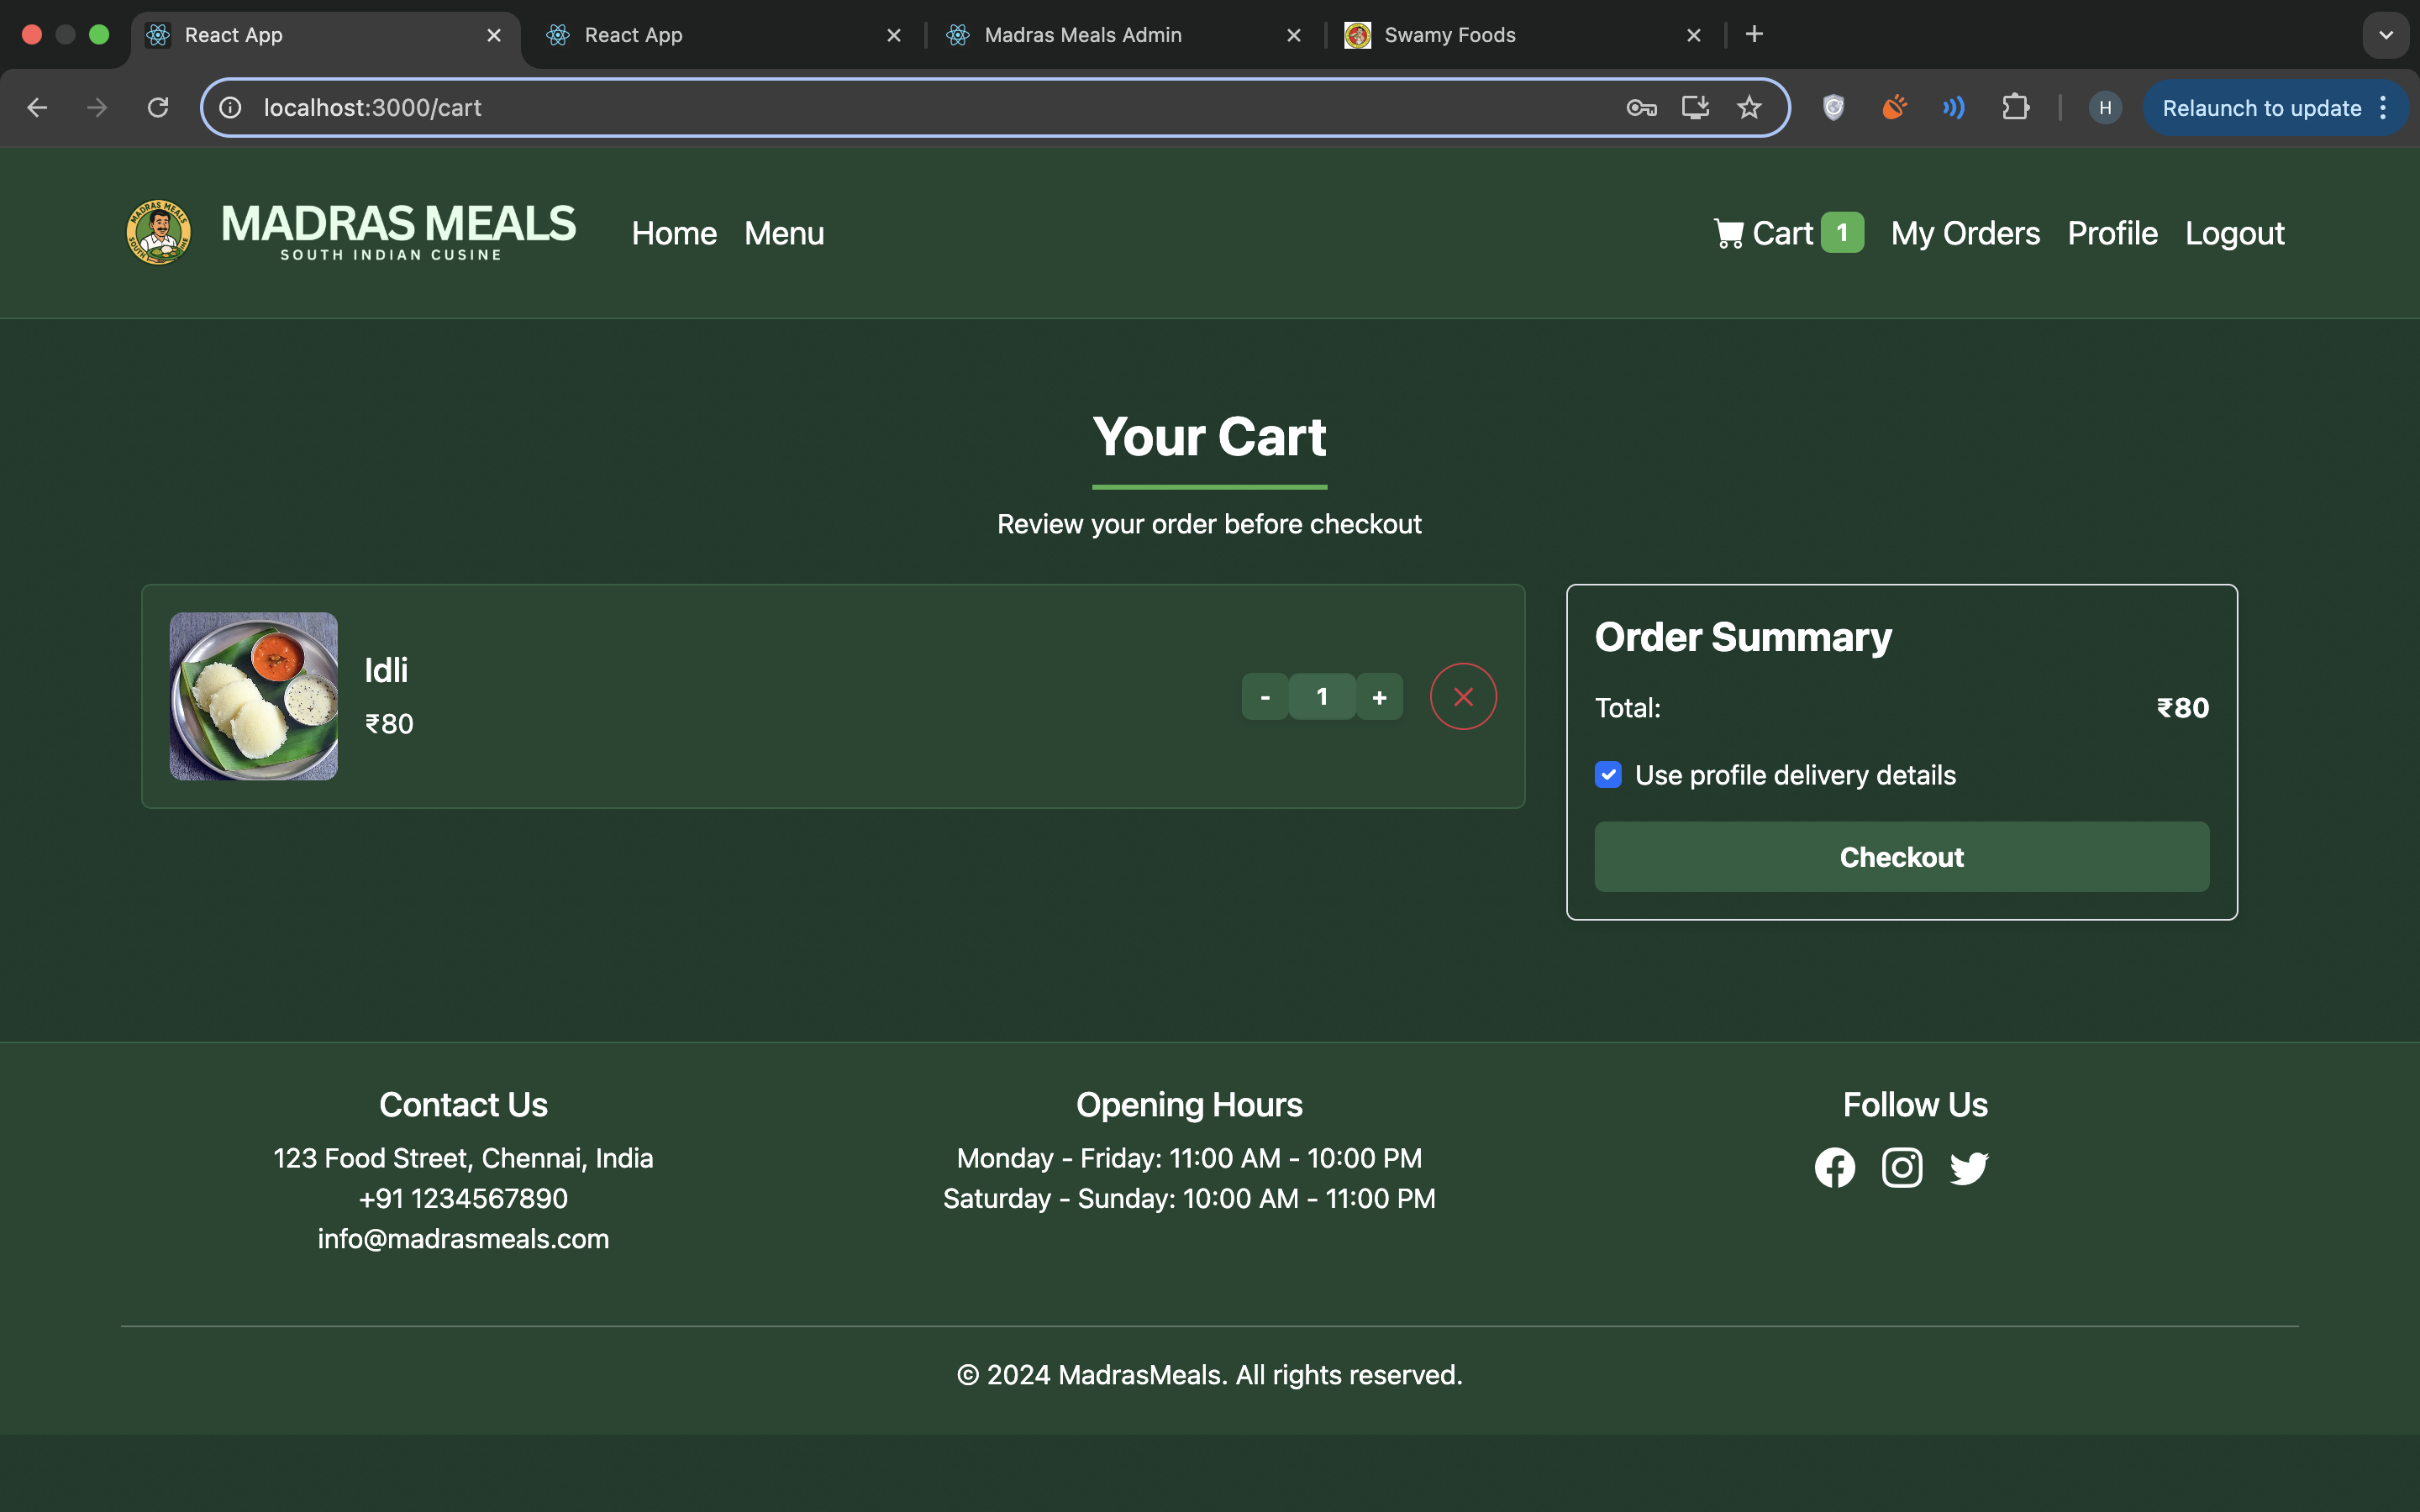 React App
React App
Madras Meals Admin
Swamy Foods
localhost:3000/cart
H
Relaunch to update
MADRAS MEALS
MADRAS MEALS
SOUTH INDIAN CUSINE
Home
Menu
Cart 1
My Orders
Profile
Logout
Your Cart
Review your order before checkout
Idli
₹80
- 1 +
Order Summary
Total: ₹80
Use profile delivery details
Checkout
Contact Us
123 Food Street, Chennai, India
+91 1234567890
info@madrasmeals.com
Opening Hours
Monday - Friday: 11:00 AM - 10:00 PM
Saturday - Sunday: 10:00 AM - 11:00 PM
Follow Us
© 2024 MadrasMeals. All rights reserved.